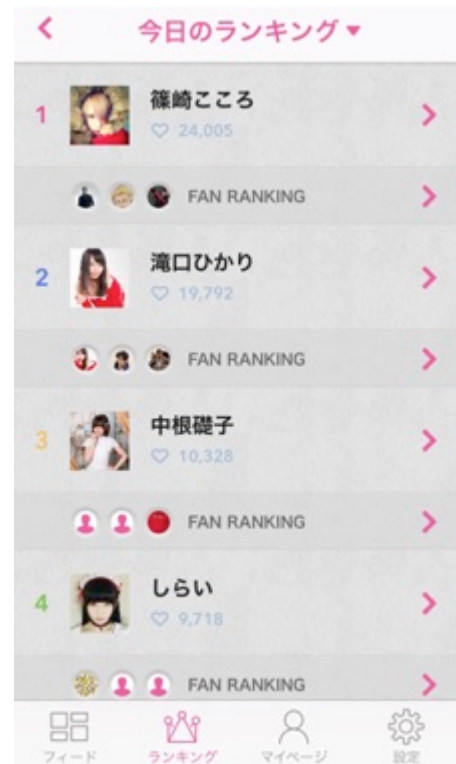 今日のランキング▼
1
篠崎こころ
♡ 24,005
FAN RANKING
2
滝口ひかり
♡ 19,792
FAN RANKING
3
中根礎子
♡ 10,328
FAN RANKING
4
しらい
♡ 9,718
FAN RANKING
フィード ランキング マイページ 設定